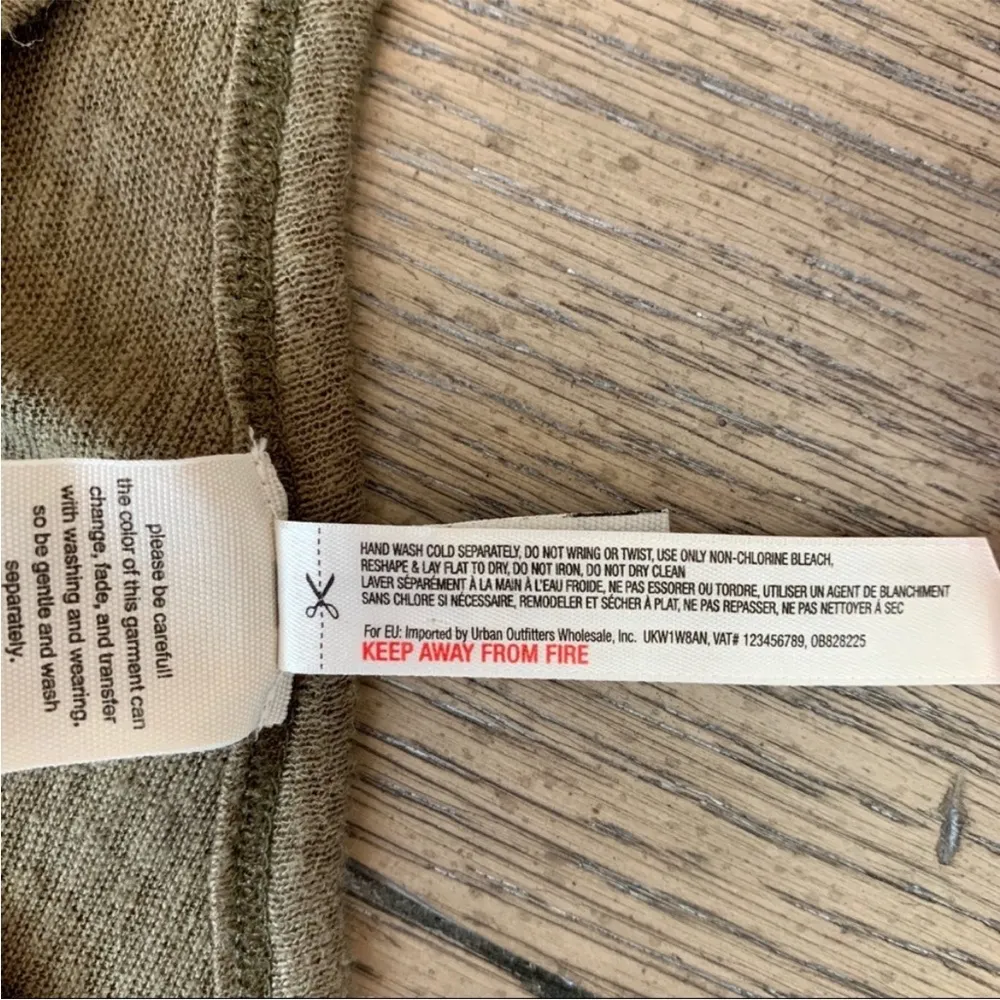 please be careful!
the color of this garment can
change, fade, and transfer
with washing and wearing,
so be gentle and wash
separately.
HAND WASH COLD SEPARATELY, DO NOT WRING OR TWIST, USE ONLY NON-CHLORINE BLEACH,
RESHAPE & LAY FLAT TO DRY, DO NOT IRON, DO NOT DRY CLEAN
LAVER SÉPARÉMENT À LA MAIN À L'EAU FROIDE, NE PAS ESSORER OU TORDRE, UTILISER UN AGENT DE BLANCHIMENT
SANS CHLORE SI NÉCESSAIRE, REMODELER ET SÉCHER À PLAT, NE PAS REPASSER, NE PAS NETTOYER À SEC
For EU: Imported by Urban Outfitters Wholesale, Inc. UKW1W8AN, VAT# 123456789, OB828225
KEEP AWAY FROM FIRE